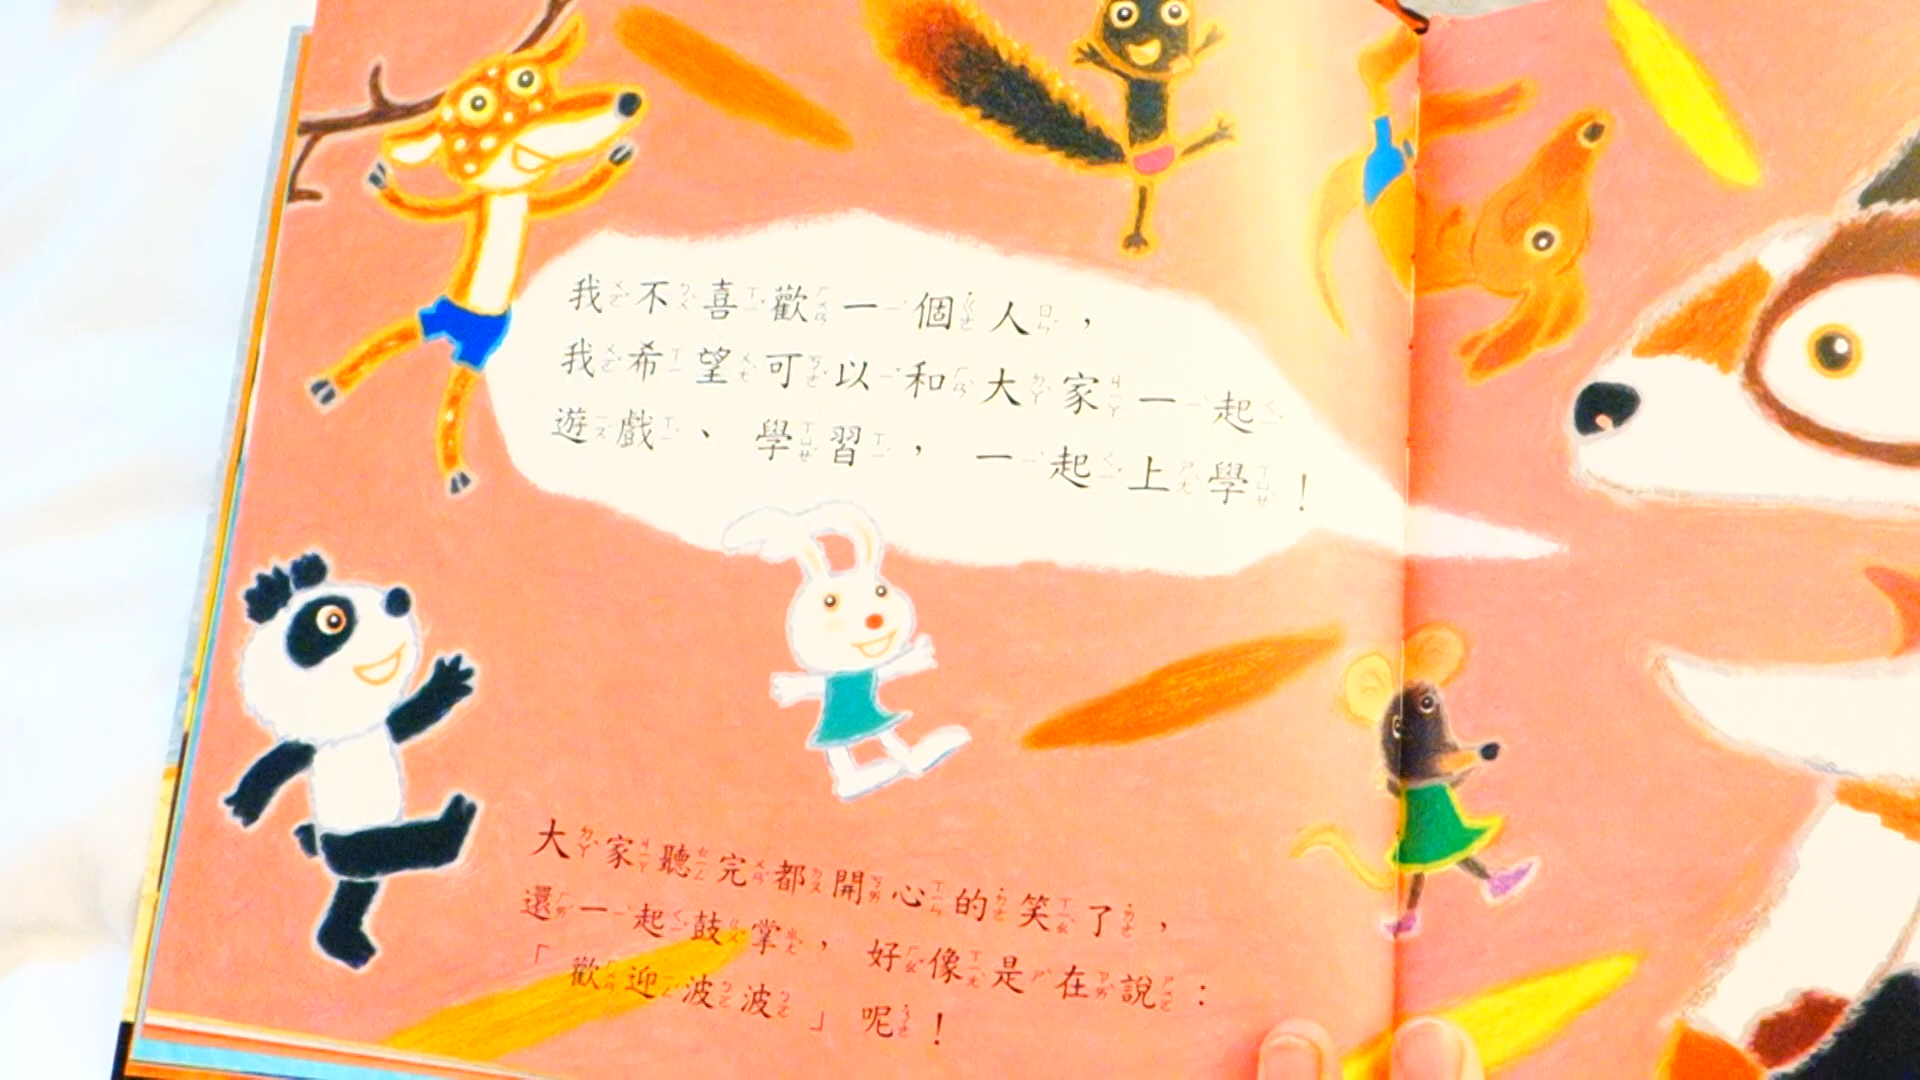 我不喜歡一個人，
我希望可以和大家一起
遊戲、學習，一起上學！
大家聽完都開心的笑了，
還一起鼓掌，好像是在說：
「歡迎波波」呢！